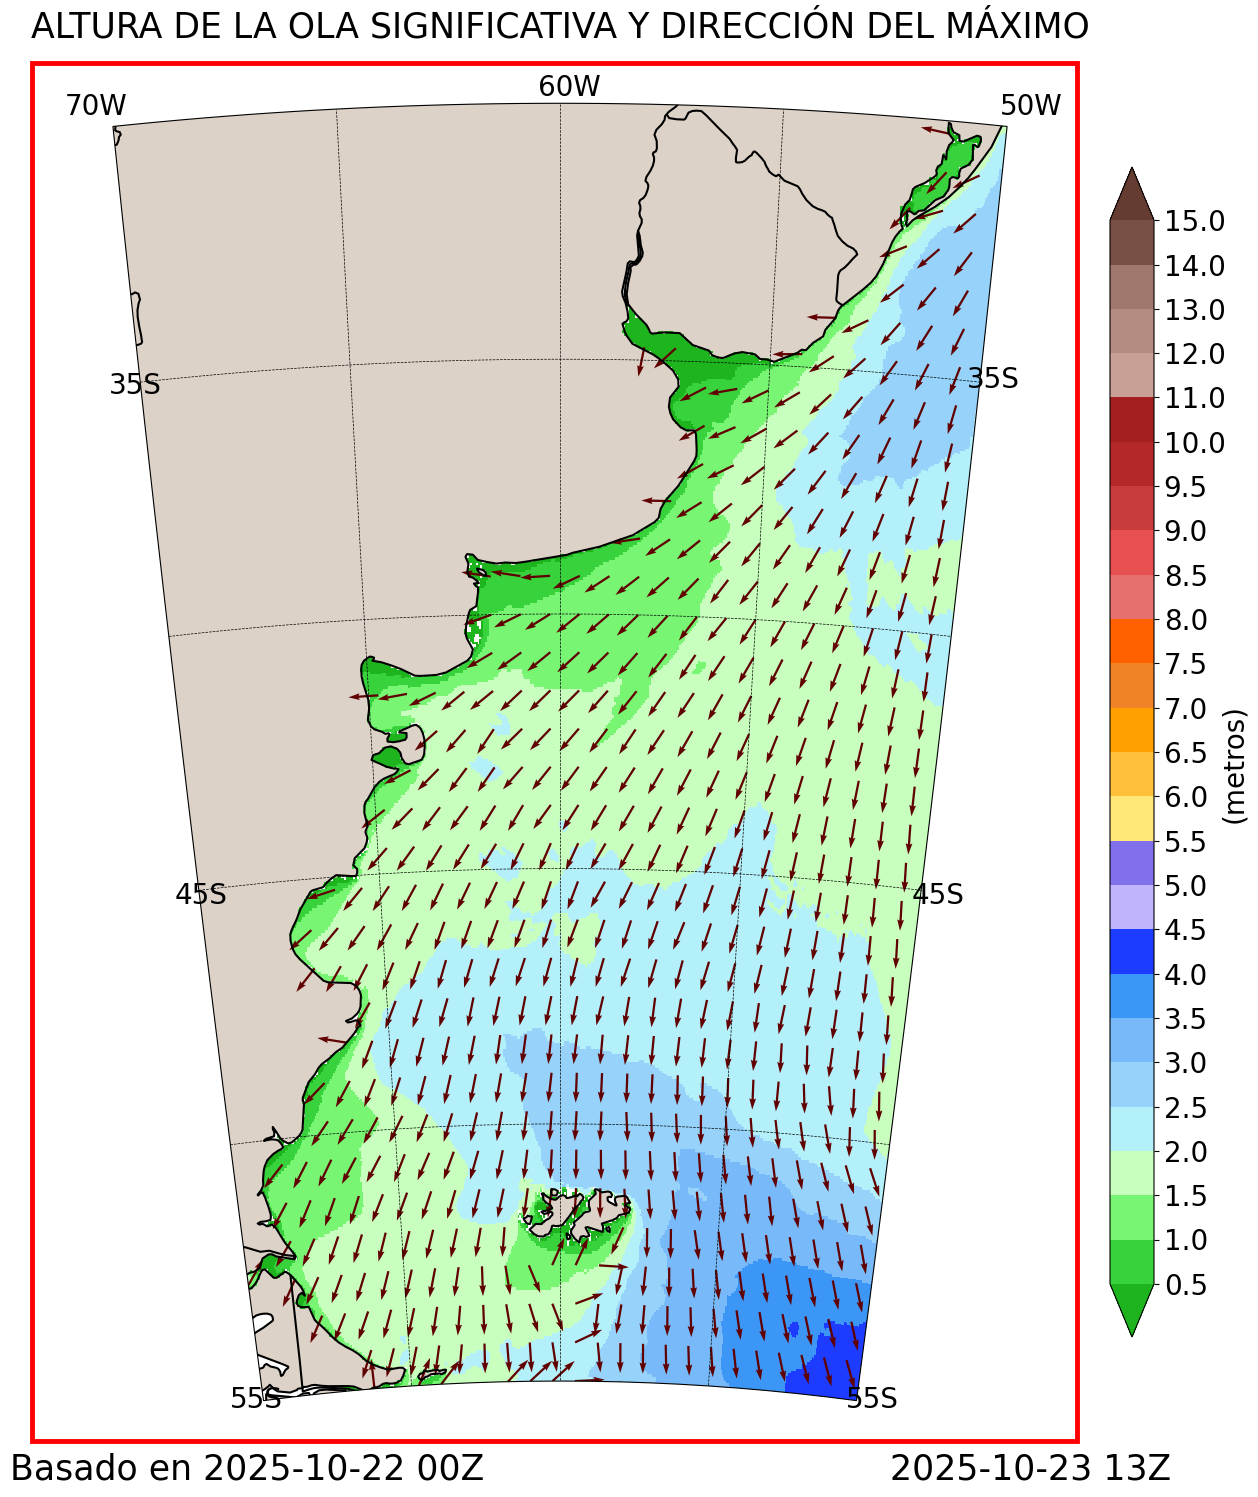 ALTURA DE LA OLA SIGNIFICATIVA Y DIRECCIÓN DEL MÁXIMO
70W
60W
50W
35S
35S
45S
45S
55S
55S
15.0
14.0
13.0
12.0
11.0
10.0
9.5
9.0
8.5
8.0
7.5
7.0
6.5
6.0
5.5
5.0
4.5
4.0
3.5
3.0
2.5
2.0
1.5
1.0
0.5
(metros)
Basado en 2025-10-22 00Z
2025-10-23 13Z